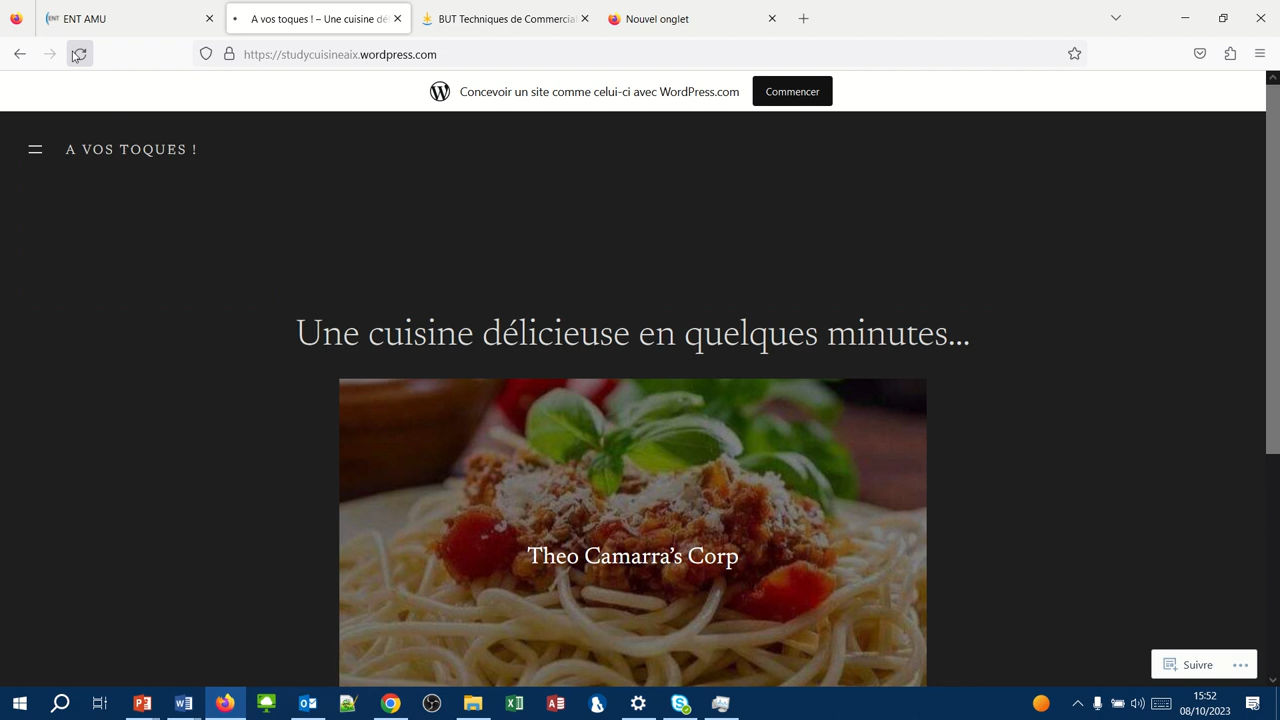 ENT AMU
A vos toques ! – Une cuisine dé
BUT Techniques de Commercia
Nouvel onglet
https://studycuisineaix.wordpress.com
Concevoir un site comme celui-ci avec WordPress.com
Commencer
A VOS TOQUES !
Une cuisine délicieuse en quelques minutes…
Theo Camarra’s Corp
Suivre
15:52
08/10/2023